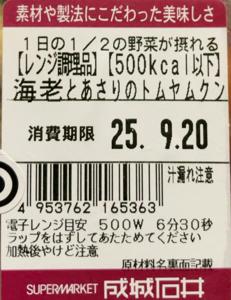 素材や製法にこだわった美味しさ
1日の1/2の野菜が摂れる
【レンジ調理品】【500kcal以下】
海老とあさりのトムヤムクン
消費期限 25. 9.20
汁漏れ注意
4 953762 165363
電子レンジ目安 500W 6分30秒
ラップをはずしてあたためてください
加熱後やけど注意
原材料名裏面記載
SUPERMARKET 成城石井